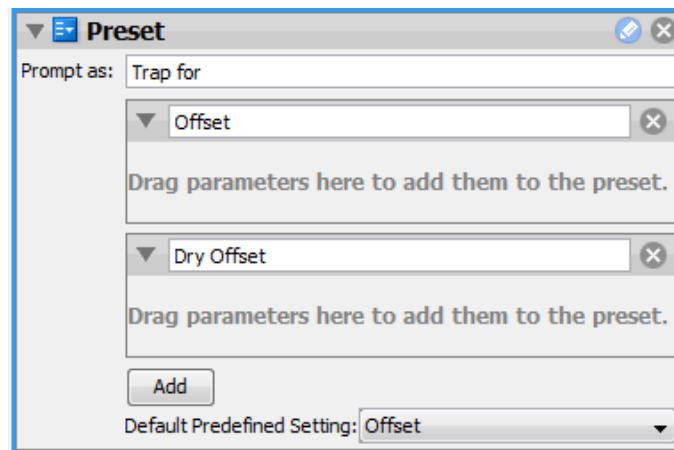 Preset
Prompt as: Trap for
Offset
Drag parameters here to add them to the preset.
Dry Offset
Drag parameters here to add them to the preset.
Add
Default Predefined Setting: Offset